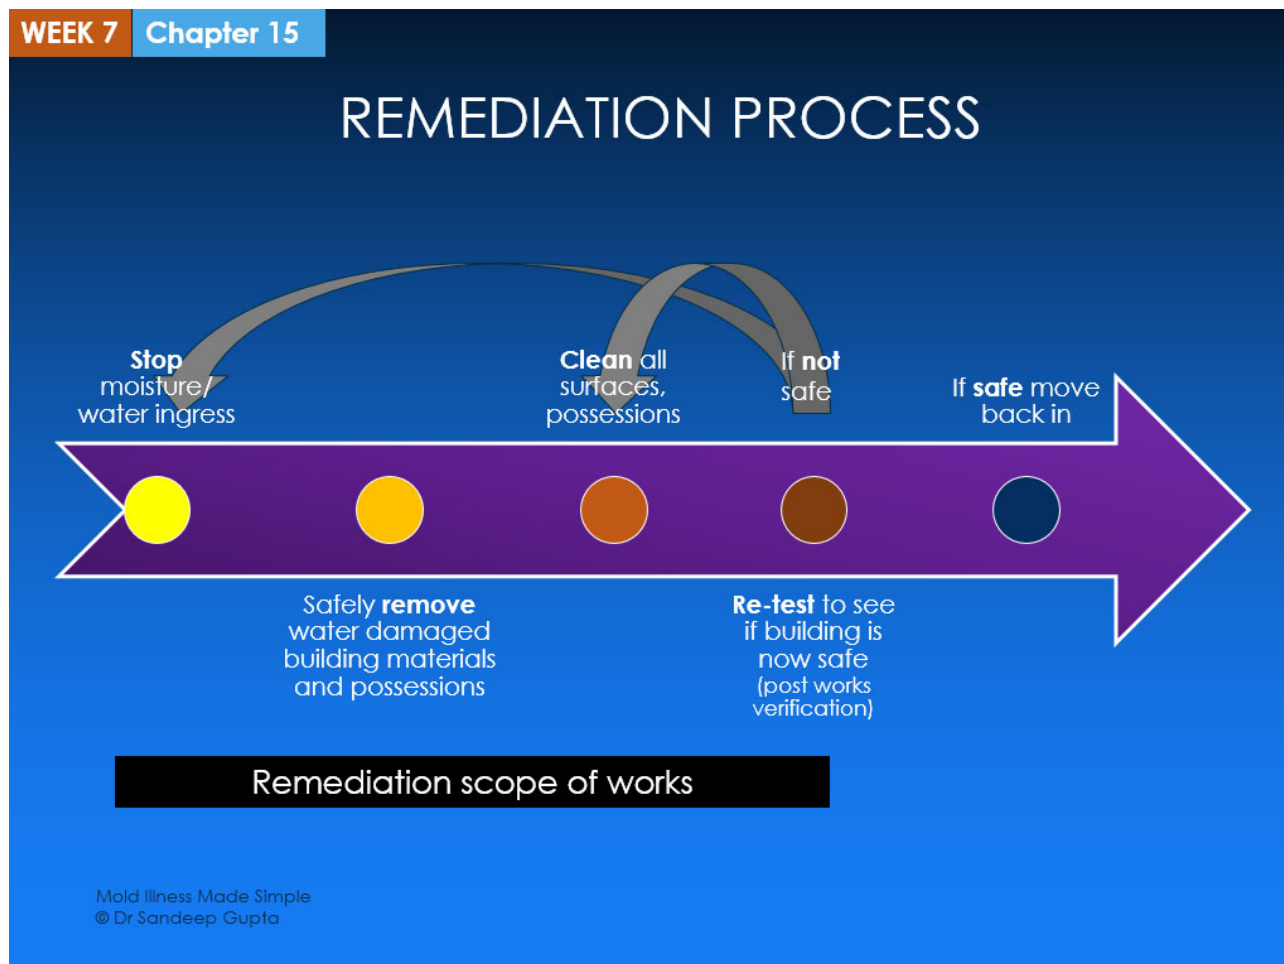 WEEK 7
Chapter 15
REMEDIATION PROCESS
Stop
moisture/
water ingress
Safely remove
water damaged
building materials
and possessions
Clean all
surfaces,
possessions
If not
safe
Re-test to see
if building is
now safe
(post works
verification)
If safe move
back in
Remediation scope of works
Mold Illness Made Simple
© Dr Sandeep Gupta